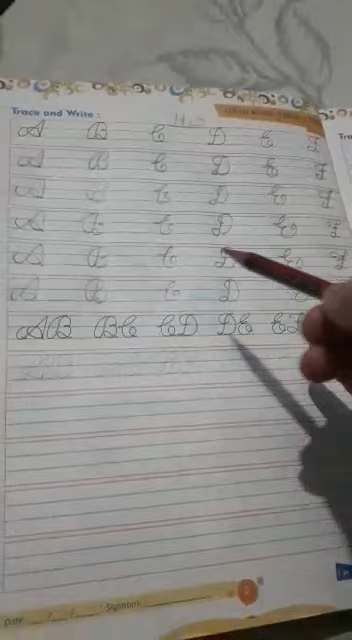 Trace and Write :
H.W
A B C D E F
A B C D E F
A B C D E F
A B C D E F
A B C D E F
A B C D
AB BC CD DE EF
Date Signature